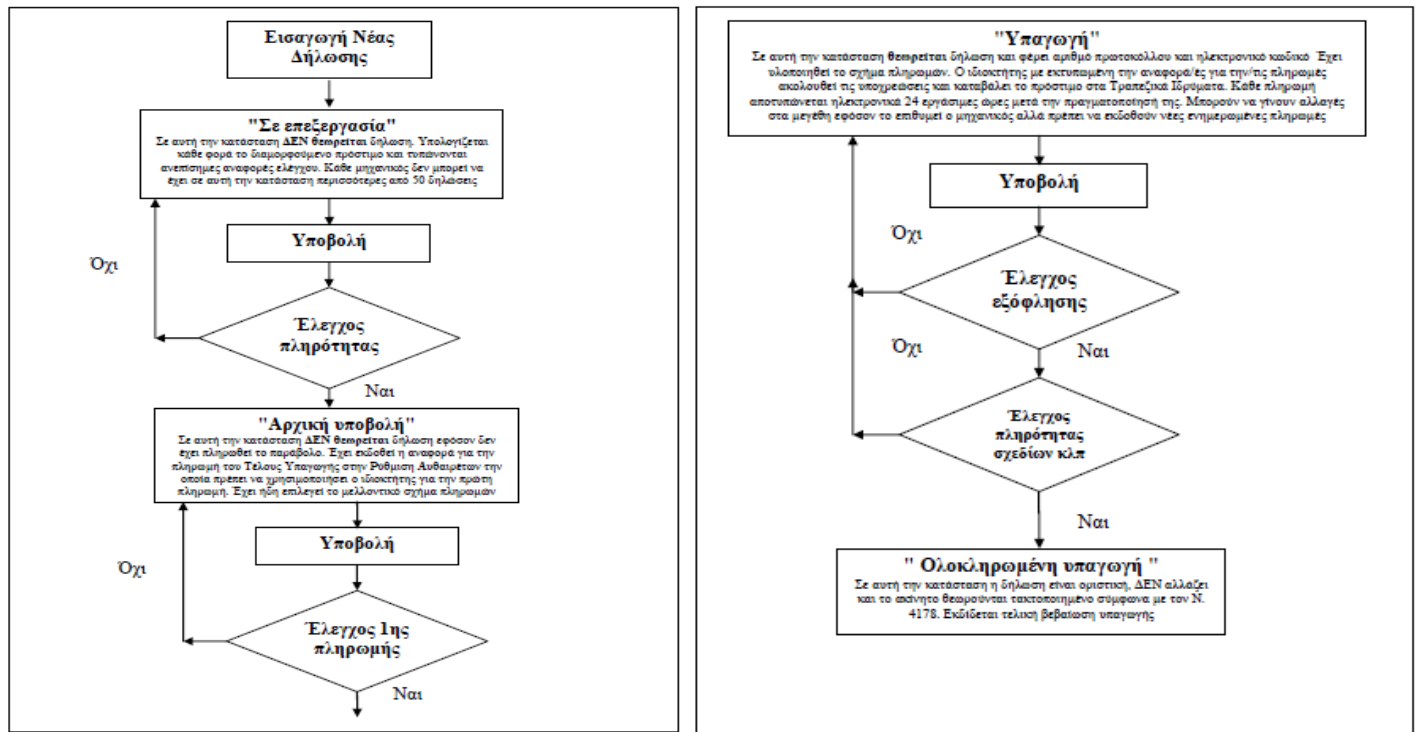 Εισαγωγή Νέας
Δήλωσης
"Σε επεξεργασία"
Σε αυτή την κατάσταση ΔΕΝ θεωρείται δήλωση. Υπολογίζεται
κάθε φορά το διαμορφούμενο πρόστιμο και τυπώνονται
ανεπίσημες αναφορές ελέγχου. Κάθε μηχανικός δεν μπορεί να
έχει σε αυτή την κατάσταση περισσότερες από 50 δηλώσεις
Υποβολή
Όχι
Έλεγχος
πληρότητας
Ναι
"Αρχική υποβολή"
Σε αυτή την κατάσταση ΔΕΝ θεωρείται δήλωση εφόσον δεν
έχει πληρωθεί το παράβολο. Έχει εκδοθεί η αναφορά για την
πληρωμή του Τέλους Υπαγωγής στην Ρύθμιση Αυθαιρέτων την
οποία πρέπει να χρησιμοποιήσει ο ιδιοκτήτης για την πρώτη
πληρωμή. Έχει ήδη επιλεγεί το μελλοντικό σχήμα πληρωμών
Υποβολή
Όχι
Έλεγχος 1ης
πληρωμής
Ναι
"Υπαγωγή"
Σε αυτή την κατάσταση θεωρείται δήλωση και φέρει αριθμό πρωτοκόλλου και ηλεκτρονικό κωδικό Έχει
υλοποιηθεί το σχήμα πληρωμών. Ο ιδιοκτήτης με εκτυπωμένη την αναφορά/ές για την/τις πληρωμές
ακολουθεί τις υποχρεώσεις και καταβάλει το πρόστιμο στα Τραπεζικά Ιδρύματα. Κάθε πληρωμή
αποτυπώνεται ηλεκτρονικά 24 εργάσιμες ώρες μετά την πραγματοποίησή της. Μπορούν να γίνουν αλλαγές
στα μεγέθη εφόσον το επιθυμεί ο μηχανικός αλλά πρέπει να εκδοθούν νέες ενημερωμένες πληρωμές
Υποβολή
Όχι
Έλεγχος
εξόφλησης
Όχι
Ναι
Έλεγχος
πληρότητας
σχεδίων κλπ
Ναι
" Ολοκληρωμένη υπαγωγή "
Σε αυτή την κατάσταση η δήλωση είναι οριστική, ΔΕΝ αλλάζει
και το ακίνητο θεωρούνται τακτοποιημένο σύμφωνα με τον Ν.
4178. Εκδίδεται τελική βεβαίωση υπαγωγής